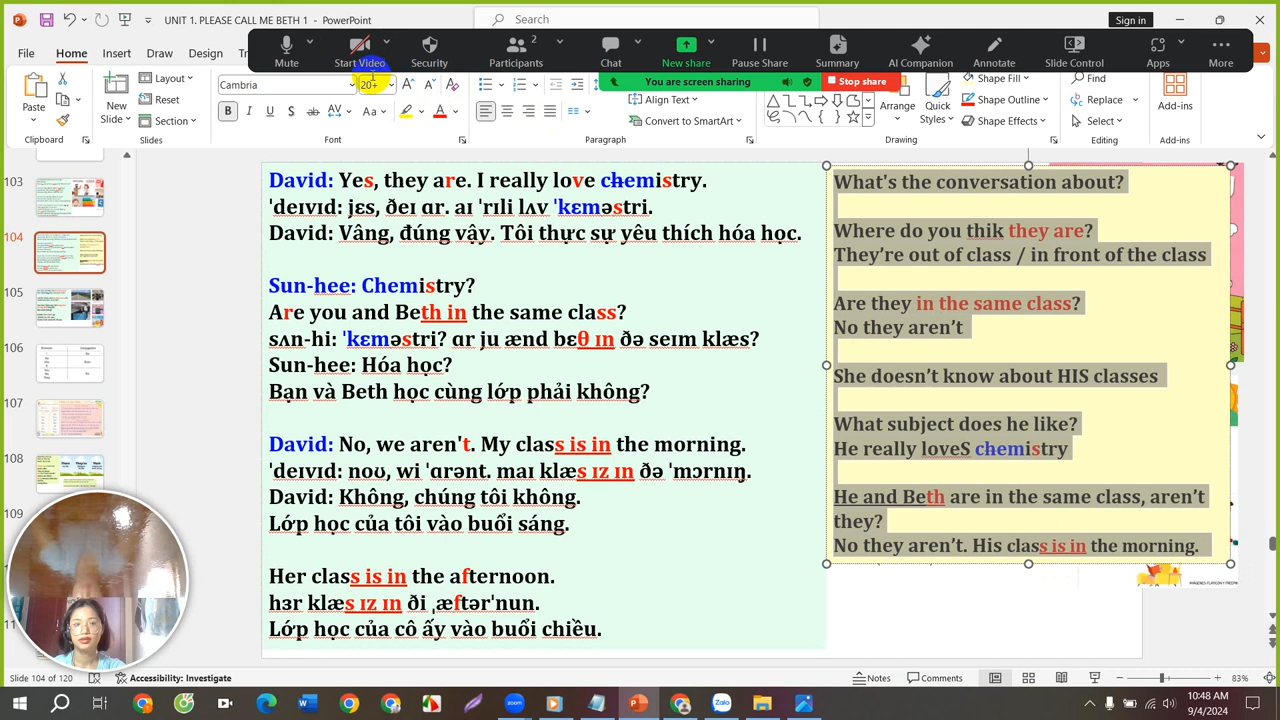 UNIT 1. PLEASE CALL ME BETH 1 - PowerPoint
Search
Sign in
File
Home
Insert
Draw
Design
Mute
Start Video
Security
Participants
2
Chat
New share
Pause Share
Summary
AI Companion
Annotate
Slide Control
Apps
More
You are screen sharing
Stop share
Paste
Clipboard
New
Slide
Layout
Reset
Section
Slides
Cambria
20+
Font
Align Text
Convert to SmartArt
Paragraph
Arrange
Quick
Styles
Shape Fill
Shape Outline
Shape Effects
Drawing
Find
Replace
Select
Editing
Add-ins
Add-ins
103
104
105
106
107
108
109
David: Yes, they are. I really love chemistry.
ˈdeɪvɪd: jɛs, ðeɪ ɑr. aɪ ˈrɪli lʌv ˈkɛməstri.
David: Vâng, đúng vậy. Tôi thực sự yêu thích hóa học.
Sun-hee: Chemistry?
Are you and Beth in the same class?
sʌn-hi: ˈkɛməstri? ɑr ju ænd bɛθ ɪn ðə seɪm klæs?
Sun-hee: Hóa học?
Bạn và Beth học cùng lớp phải không?
David: No, we aren't. My class is in the morning.
ˈdeɪvɪd: noʊ, wi ˈɑrənt. maɪ klæs ɪz ɪn ðə ˈmɔrnɪŋ.
David: Không, chúng tôi không.
Lớp học của tôi vào buổi sáng.
Her class is in the afternoon.
hɜr klæs ɪz ɪn ði ˌæftərˈnun.
Lớp học của cô ấy vào buổi chiều.
What's the conversation about?
Where do you thik they are?
They're out of class / in front of the class
Are they in the same class?
No they aren't
She doesn't know about HIS classes
What subject does he like?
He really loveS chemistry
He and Beth are in the same class, aren't
they?
No they aren't. His class is in the morning.
Slide 104 of 120
Accessibility: Investigate
Notes
Comments
83%
10:48 AM
9/4/2024